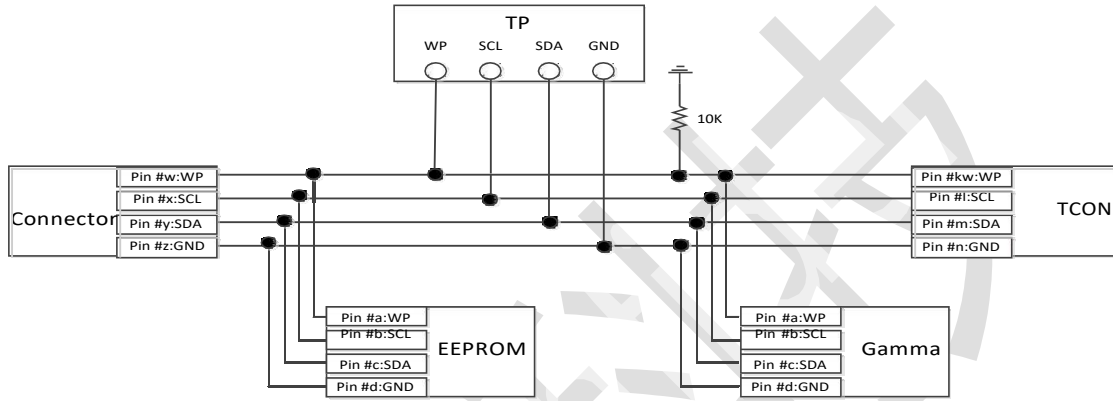 TP
WP SCL SDA GND
10K
Connector
Pin #w:WP
Pin #x:SCL
Pin #y:SDA
Pin #z:GND
Pin #kw:WP
Pin #l:SCL
Pin #m:SDA
Pin #n:GND
TCON
Pin #a:WP
Pin #b:SCL
Pin #c:SDA
Pin #d:GND
EEPROM
Pin #a:WP
Pin #b:SCL
Pin #c:SDA
Pin #d:GND
Gamma